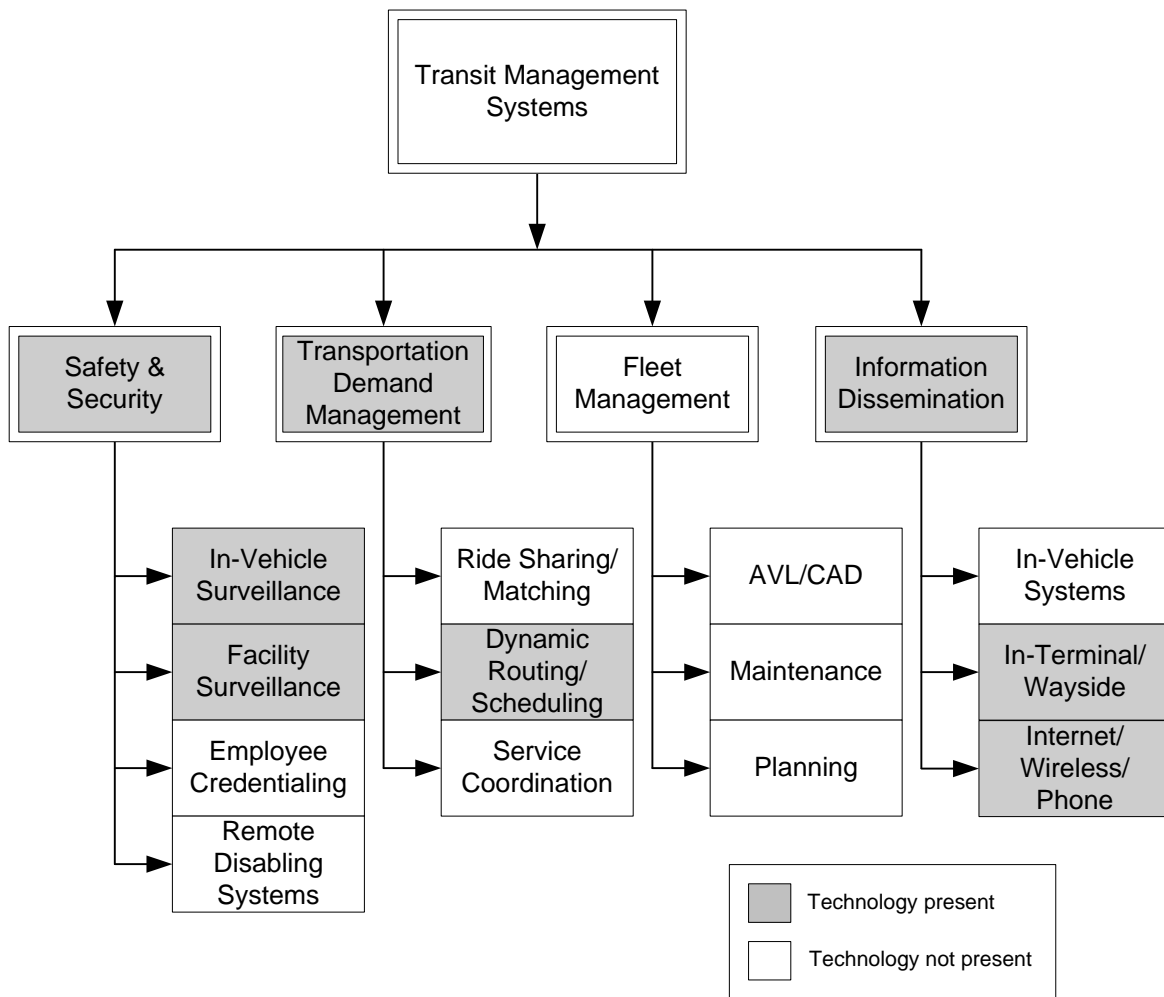 Transit Management
Systems
Safety &
Security
Transportation
Demand
Management
Fleet
Management
Information
Dissemination
In-Vehicle
Surveillance
Facility
Surveillance
Employee
Credentialing
Remote
Disabling
Systems
Ride Sharing/
Matching
Dynamic
Routing/
Scheduling
Service
Coordination
AVL/CAD
Maintenance
Planning
In-Vehicle
Systems
In-Terminal/
Wayside
Internet/
Wireless/
Phone
Technology present
Technology not present